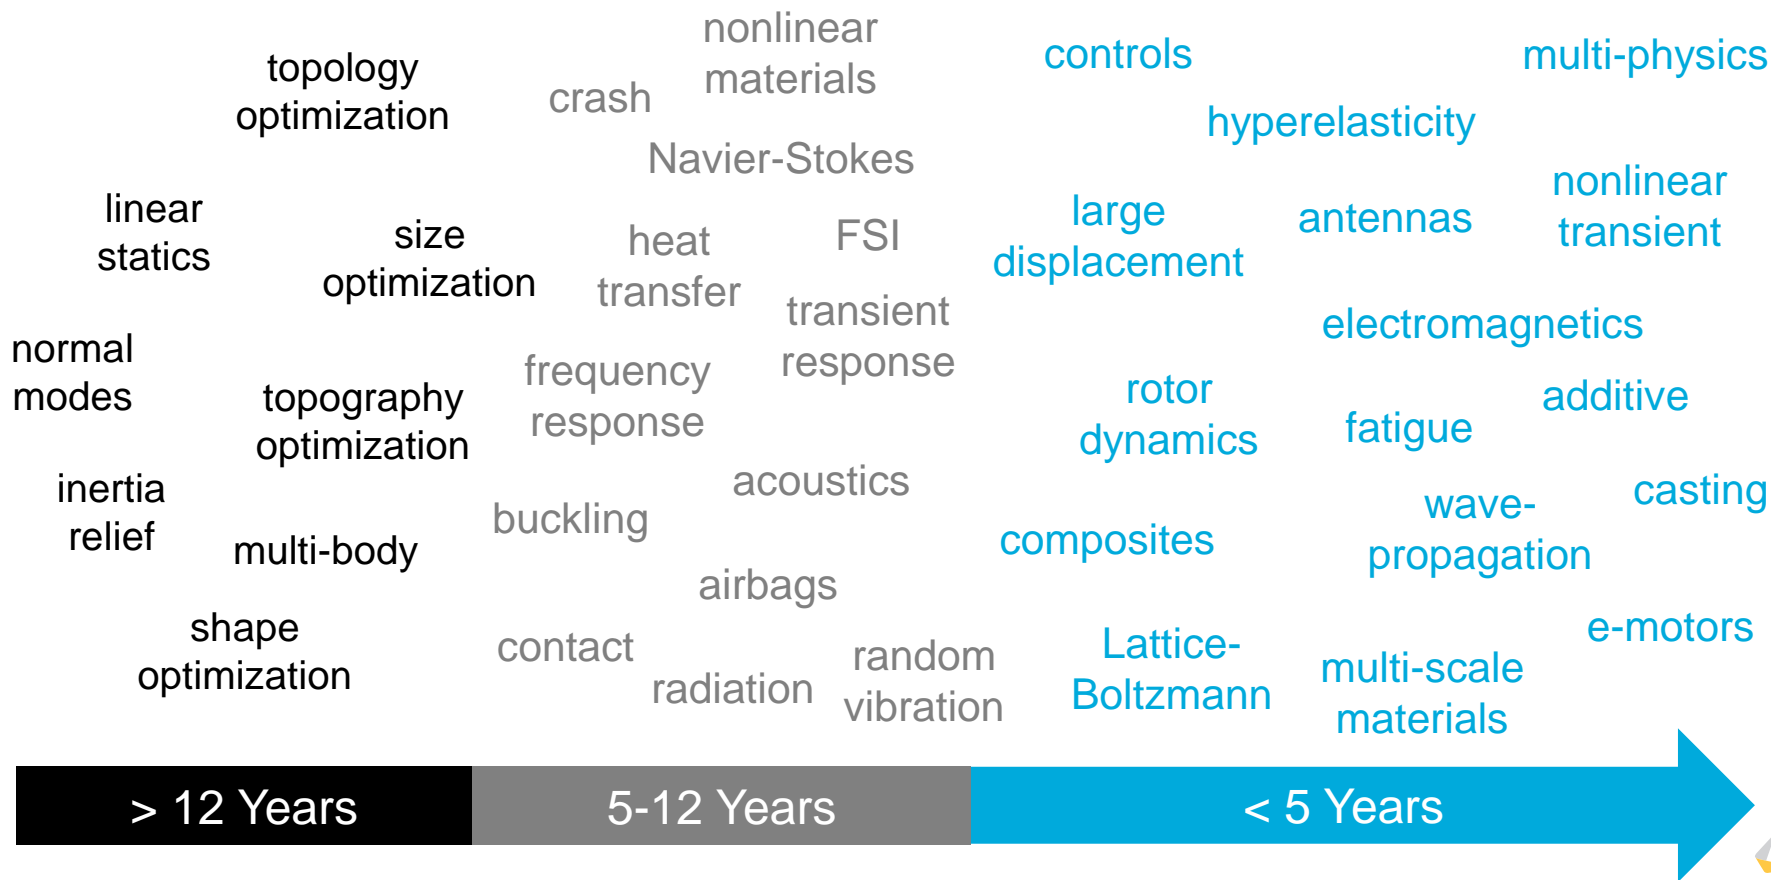 topology
optimization
linear
statics
size
optimization
normal
modes
topography
optimization
inertia
relief
multi-body
shape
optimization
nonlinear
materials
crash
Navier-Stokes
heat
transfer
FSI
transient
response
frequency
response
acoustics
buckling
airbags
contact
radiation
random
vibration
controls
multi-physics
hyperelasticity
large
displacement
antennas
nonlinear
transient
electromagnetics
rotor
dynamics
fatigue
additive
composites
wave-
propagation
casting
Lattice-
Boltzmann
multi-scale
materials
e-motors
> 12 Years
5-12 Years
< 5 Years